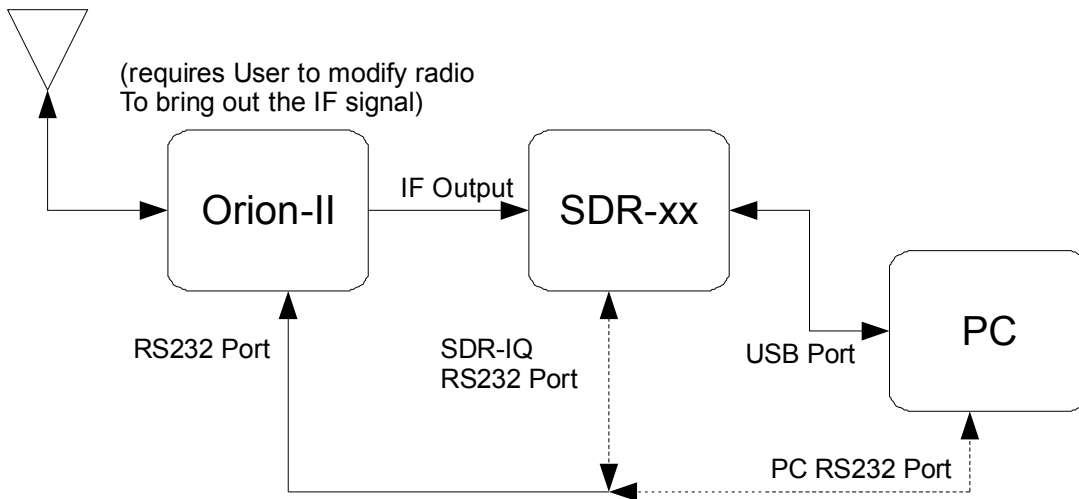 (requires User to modify radio
To bring out the IF signal)
Orion-II
IF Output
SDR-xx
PC
RS232 Port
SDR-IQ
RS232 Port
USB Port
PC RS232 Port